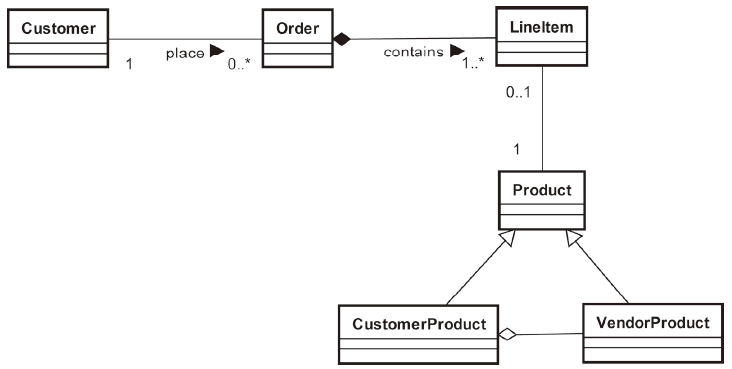 Customer
Order
LineItem
place
contains
1
0..*
1..*
0..1
1
Product
CustomerProduct
VendorProduct